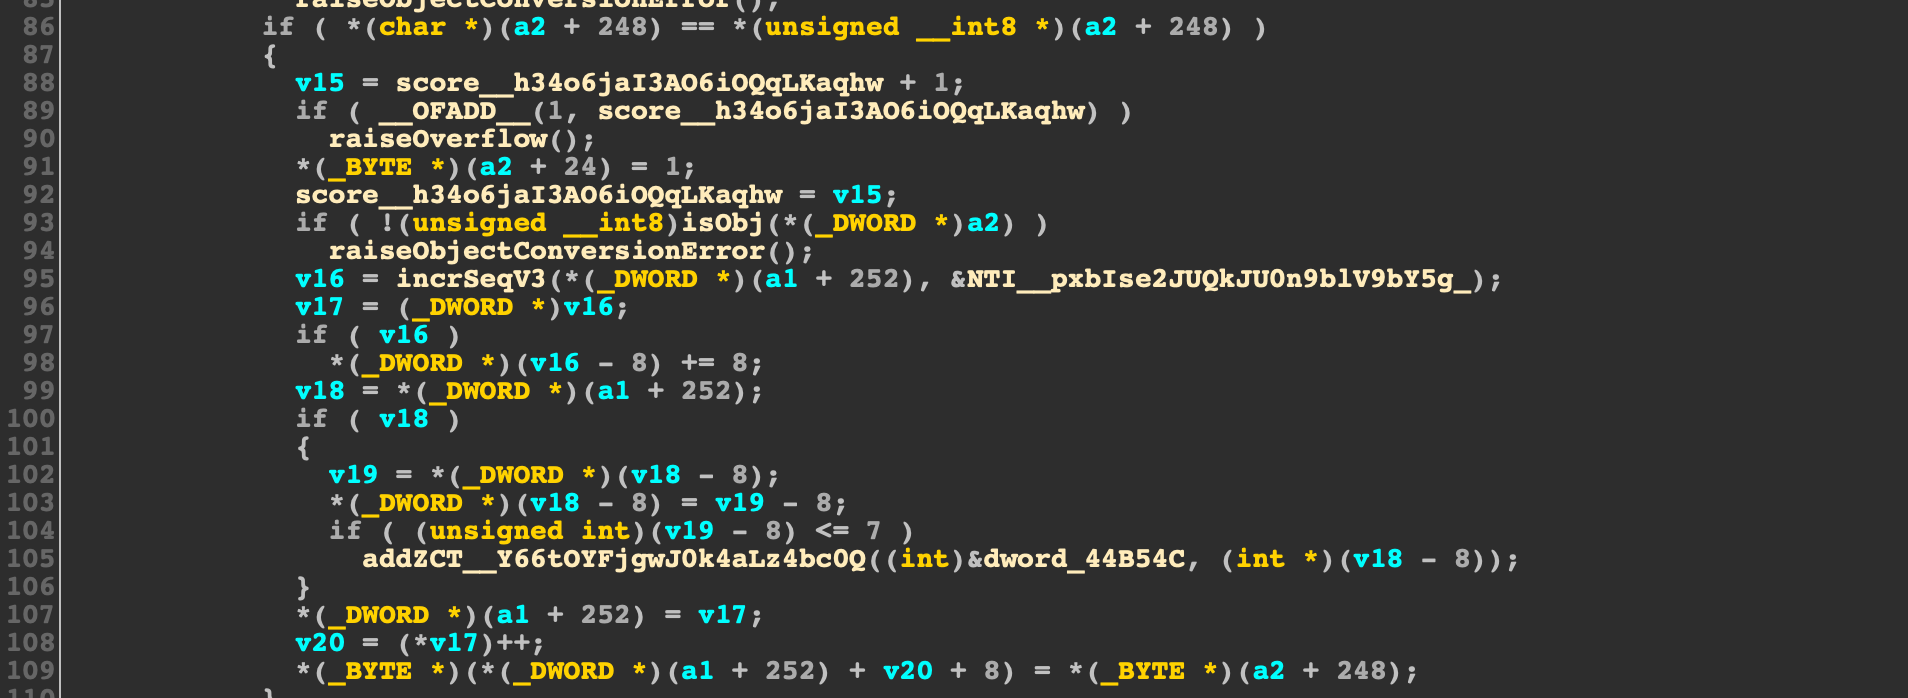 85 raiseObjectConversionError();
86 if ( *(char *)(a2 + 248) == *(unsigned __int8 *)(a2 + 248) )
87 {
88 v15 = score__h34o6jaI3AO6iOQqLKaqhw + 1;
89 if ( __OFADD__(1, score__h34o6jaI3AO6iOQqLKaqhw) )
90 raiseOverflow();
91 *(_BYTE *)(a2 + 24) = 1;
92 score__h34o6jaI3AO6iOQqLKaqhw = v15;
93 if ( !(unsigned __int8)isObj(*(_DWORD *)a2) )
94 raiseObjectConversionError();
95 v16 = incrSeqV3(*(_DWORD *)(a1 + 252), &NTI__pxbIse2JUQkJU0n9blV9bY5g_);
96 v17 = (_DWORD *)v16;
97 if ( v16 )
98 *(_DWORD *)(v16 - 8) += 8;
99 v18 = *(_DWORD *)(a1 + 252);
100 if ( v18 )
101 {
102 v19 = *(_DWORD *)(v18 - 8);
103 *(_DWORD *)(v18 - 8) = v19 - 8;
104 if ( (unsigned int)(v19 - 8) <= 7 )
105 addZCT__Y66tOYFjgwJ0k4aLz4bc0Q((int)&dword_44B54C, (int *)(v18 - 8));
106 }
107 *(_DWORD *)(a1 + 252) = v17;
108 v20 = (*v17)++;
109 *(_BYTE *)(*(_DWORD *)(a1 + 252) + v20 + 8) = *(_BYTE *)(a2 + 248);
110 }